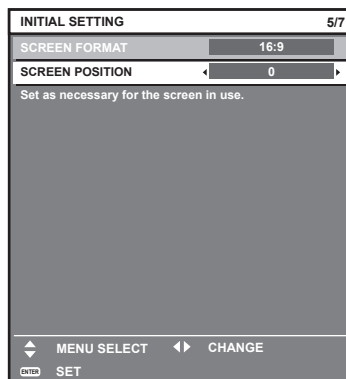 INITIAL SETTING 5/7
SCREEN FORMAT 16:9
SCREEN POSITION 0
Set as necessary for the screen in use.
MENU SELECT CHANGE
ENTER SET